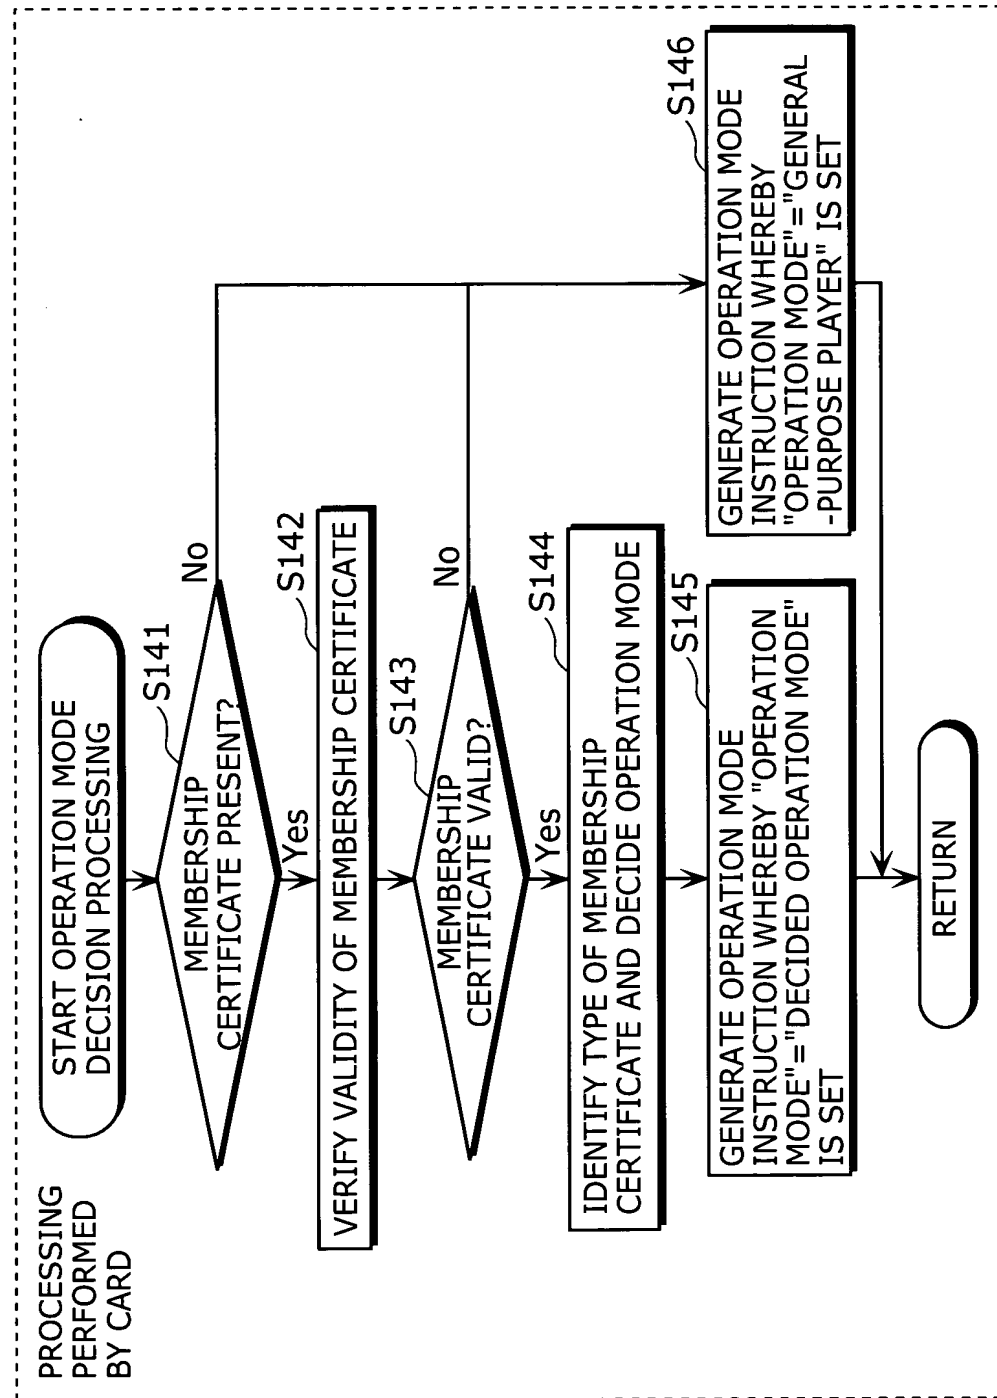 PROCESSING
PERFORMED
BY CARD
START OPERATION MODE
DECISION PROCESSING
S141
MEMBERSHIP
CERTIFICATE PRESENT?
No
Yes
S142
VERIFY VALIDITY OF MEMBERSHIP CERTIFICATE
S143
MEMBERSHIP
CERTIFICATE VALID?
No
Yes
S144
IDENTIFY TYPE OF MEMBERSHIP
CERTIFICATE AND DECIDE OPERATION MODE
S145
GENERATE OPERATION MODE
INSTRUCTION WHEREBY "OPERATION
MODE"="DECIDED OPERATION MODE"
IS SET
S146
GENERATE OPERATION MODE
INSTRUCTION WHEREBY
"OPERATION MODE"="GENERAL
-PURPOSE PLAYER" IS SET
RETURN